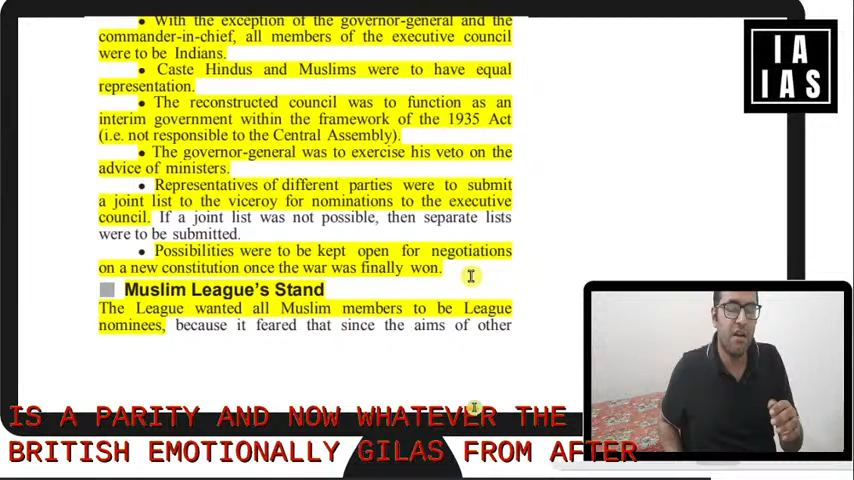 • With the exception of the governor-general and the
commander-in-chief, all members of the executive council
were to be Indians.
• Caste Hindus and Muslims were to have equal
representation.
• The reconstructed council was to function as an
interim government within the framework of the 1935 Act
(i.e. not responsible to the Central Assembly).
• The governor-general was to exercise his veto on the
advice of ministers.
• Representatives of different parties were to submit
a joint list to the viceroy for nominations to the executive
council. If a joint list was not possible, then separate lists
were to be submitted.
• Possibilities were to be kept open for negotiations
on a new constitution once the war was finally won.
Muslim League's Stand
The League wanted all Muslim members to be League
nominees, because it feared that since the aims of other
IA
IAS
IS A PARITY AND NOW WHATEVER THE
BRITISH EMOTIONALLY GILAS FROM AFTER